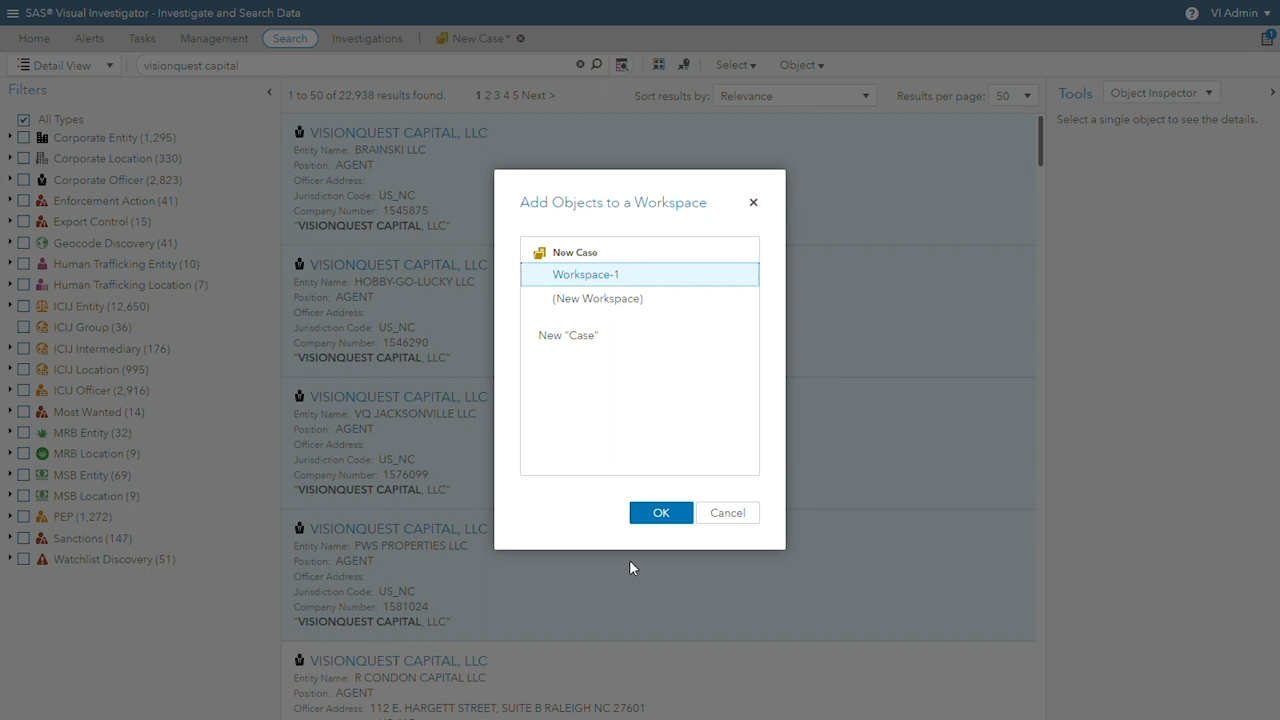 SAS® Visual Investigator - Investigate and Search Data
VI Admin
Home Alerts Tasks Management Search Investigations New Case* 1
Detail View visionquest capital Select Object
Filters
All Types
Corporate Entity (1,295)
Corporate Location (330)
Corporate Officer (2,823)
Enforcement Action (41)
Export Control (15)
Geocode Discovery (41)
Human Trafficking Entity (10)
Human Trafficking Location (7)
ICIJ Entity (12,650)
ICIJ Group (36)
ICIJ Intermediary (176)
ICIJ Location (995)
ICIJ Officer (2,916)
Most Wanted (14)
MRB Entity (32)
MRB Location (9)
MSB Entity (69)
MSB Location (9)
PEP (1,272)
Sanctions (147)
Watchlist Discovery (51)
1 to 50 of 22,938 results found. 1 2 3 4 5 Next > Sort results by: Relevance Results per page: 50
VISIONQUEST CAPITAL, LLC
Entity Name: BRAINSKI LLC
Position: AGENT
Officer Address:
Jurisdiction Code: US_NC
Company Number: 1545875
"VISIONQUEST CAPITAL, LLC"
VISIONQUEST CAPITAL, LLC
Entity Name: HOBBY-GO-LUCKY LLC
Position: AGENT
Officer Address:
Jurisdiction Code: US_NC
Company Number: 1546290
"VISIONQUEST CAPITAL, LLC"
VISIONQUEST CAPITAL, LLC
Entity Name: VQ JACKSONVILLE LLC
Position: AGENT
Officer Address:
Jurisdiction Code: US_NC
Company Number: 1576099
"VISIONQUEST CAPITAL, LLC"
VISIONQUEST CAPITAL, LLC
Entity Name: PWS PROPERTIES LLC
Position: AGENT
Officer Address:
Jurisdiction Code: US_NC
Company Number: 1581024
"VISIONQUEST CAPITAL, LLC"
VISIONQUEST CAPITAL, LLC
Entity Name: R CONDON CAPITAL LLC
Position: AGENT
Officer Address: 112 E. HARGETT STREET, SUITE B RALEIGH NC 27601
Add Objects to a Workspace
New Case
Workspace-1
(New Workspace)
New "Case"
OK Cancel
Tools Object Inspector
Select a single object to see the details.